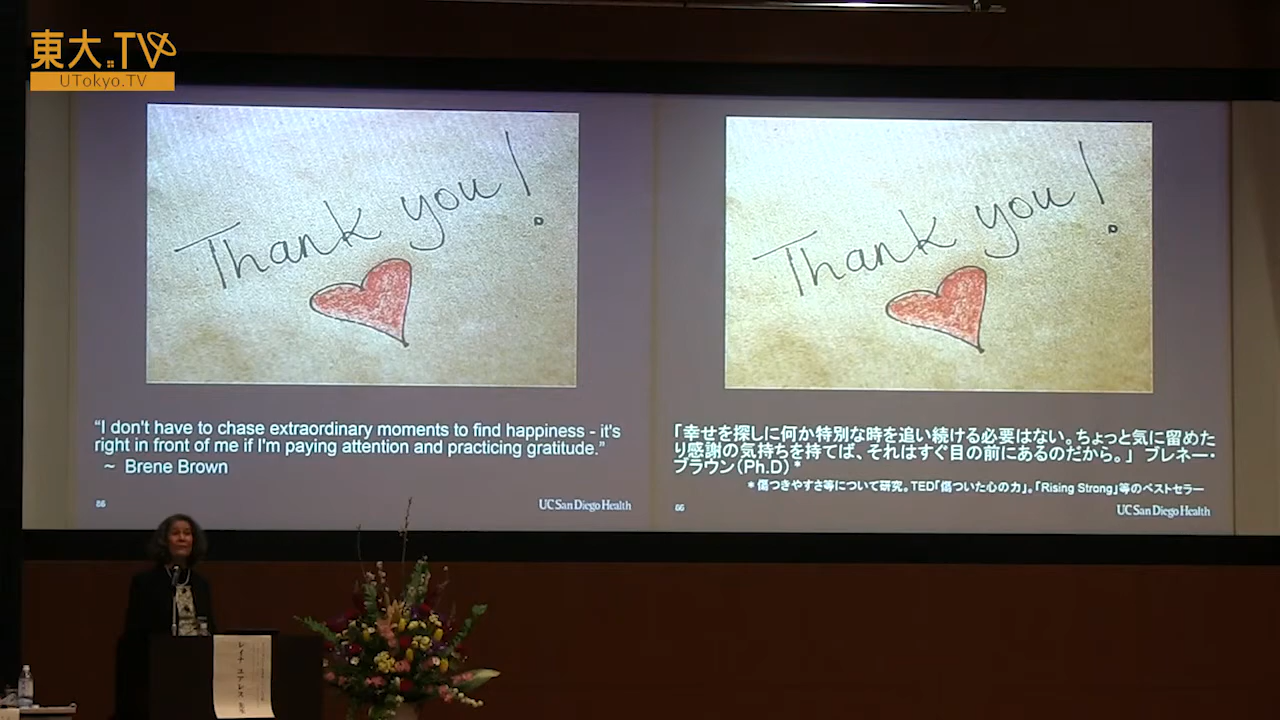 東大.TV
UTokyo.TV
Thank you!
“I don't have to chase extraordinary moments to find happiness - it's
right in front of me if I'm paying attention and practicing gratitude.”
~ Brene Brown
86
UC San Diego Health
Thank you!
「幸せを探しに何か特別な時を追い続ける必要はない。ちょっと気に留めた
り感謝の気持ちを持てば、それはすぐ目の前にあるのだから。」 ブレネー・
ブラウン(Ph.D)*
*傷つきやすさ等について研究。TED「傷ついた心の力」。「Rising Strong」等のベストセラー
66
UC San Diego Health